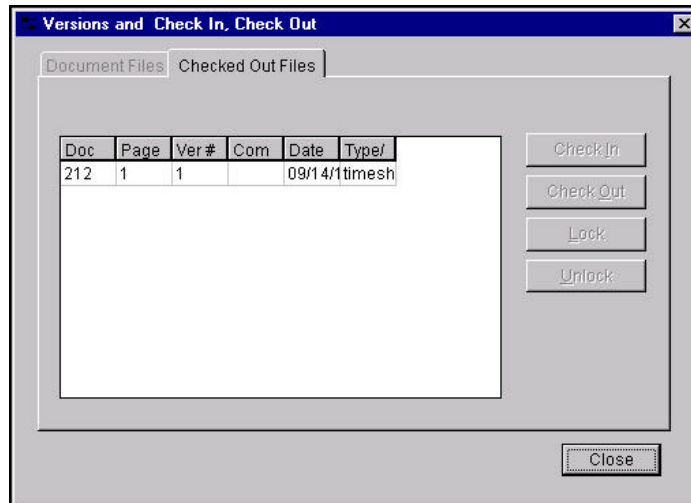 Versions and Check In, Check Out
Document Files Checked Out Files
Doc Page Ver # Com Date Type/
212 1 1 09/14/1 timesh
Check In
Check Out
Lock
Unlock
Close